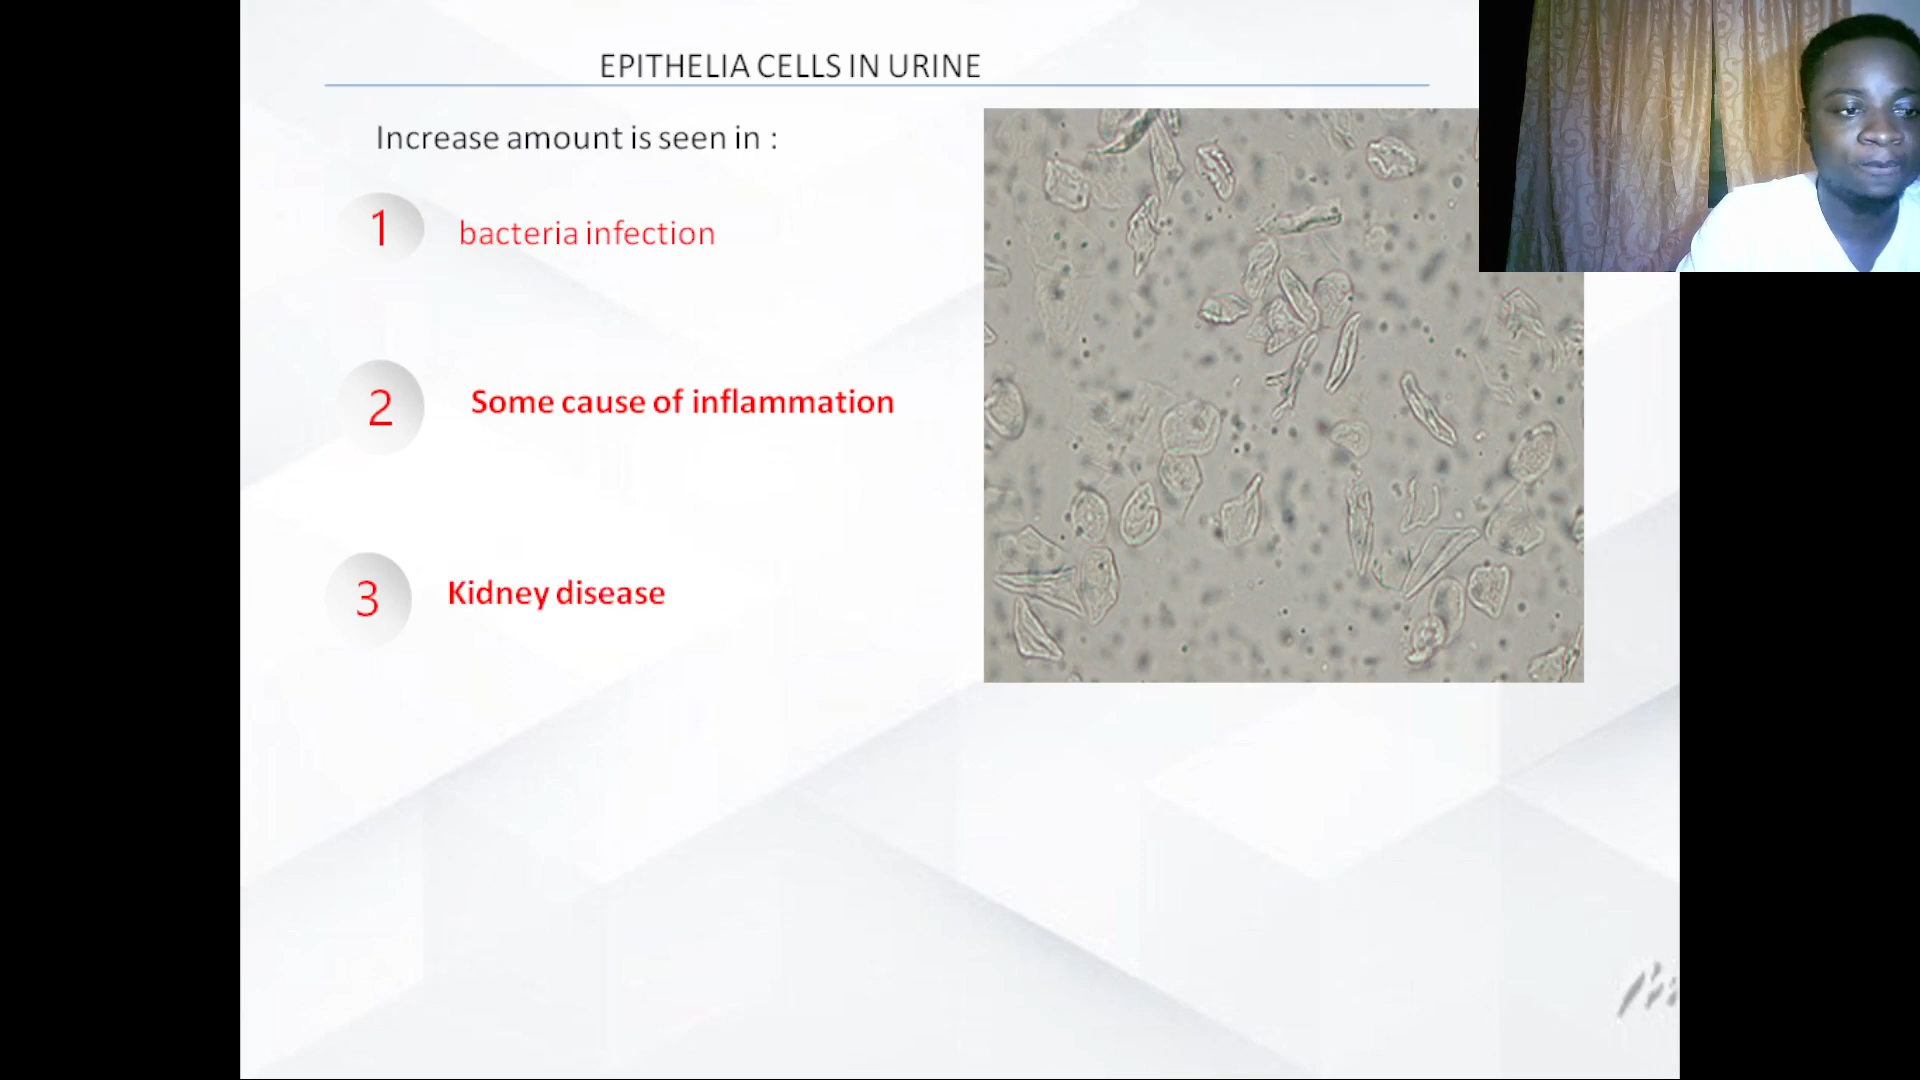 EPITHELIA CELLS IN URINE
Increase amount is seen in :
1 bacteria infection
2 Some cause of inflammation
3 Kidney disease